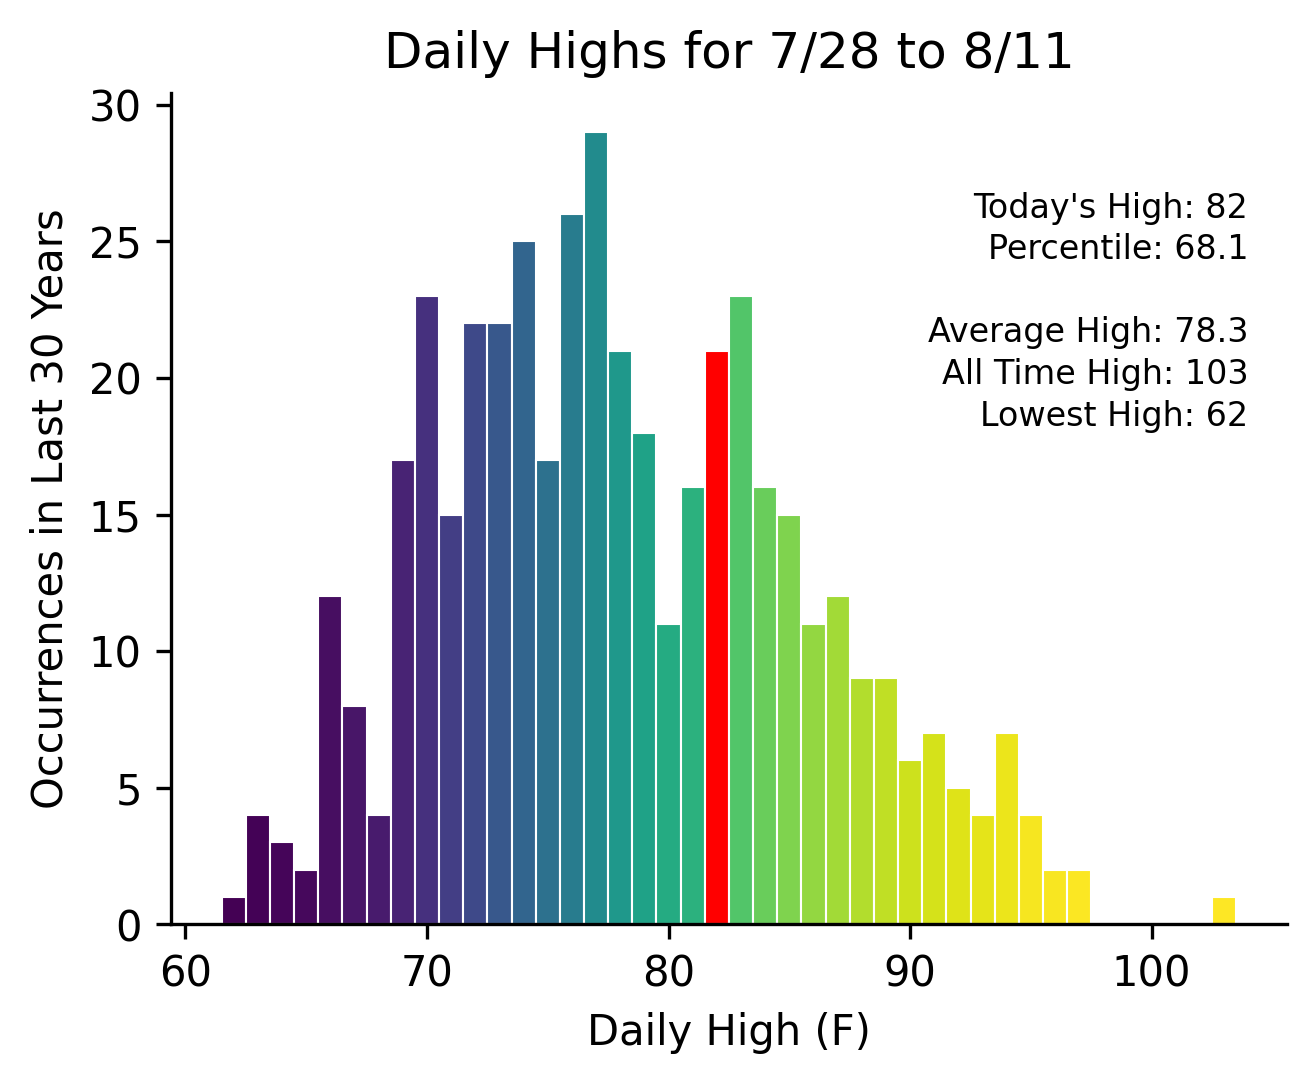 Daily Highs for 7/28 to 8/11
30
25
20
15
10
5
0
Occurrences in Last 30 Years
Today's High: 82
Percentile: 68.1
Average High: 78.3
All Time High: 103
Lowest High: 62
60 70 80 90 100
Daily High (F)